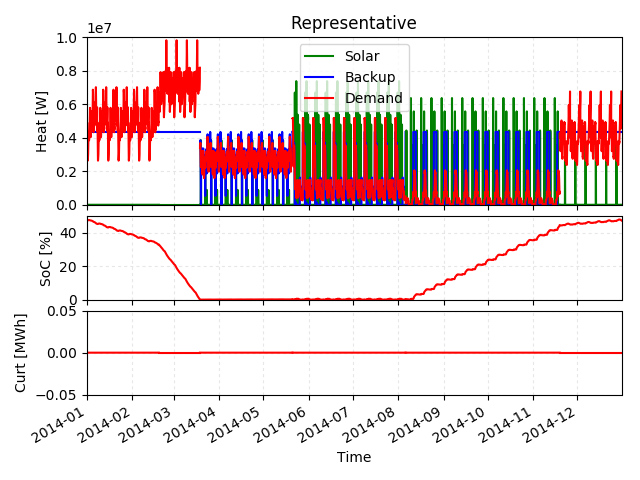 Representative
1e7
1.0
0.8
0.6
0.4
0.2
0.0
Heat [W]
Solar
Backup
Demand
40
20
0
SoC [%]
0.05
0.00
−0.05
Curt [MWh]
2014-01
2014-02
2014-03
2014-04
2014-05
2014-06
2014-07
2014-08
2014-09
2014-10
2014-11
2014-12
Time